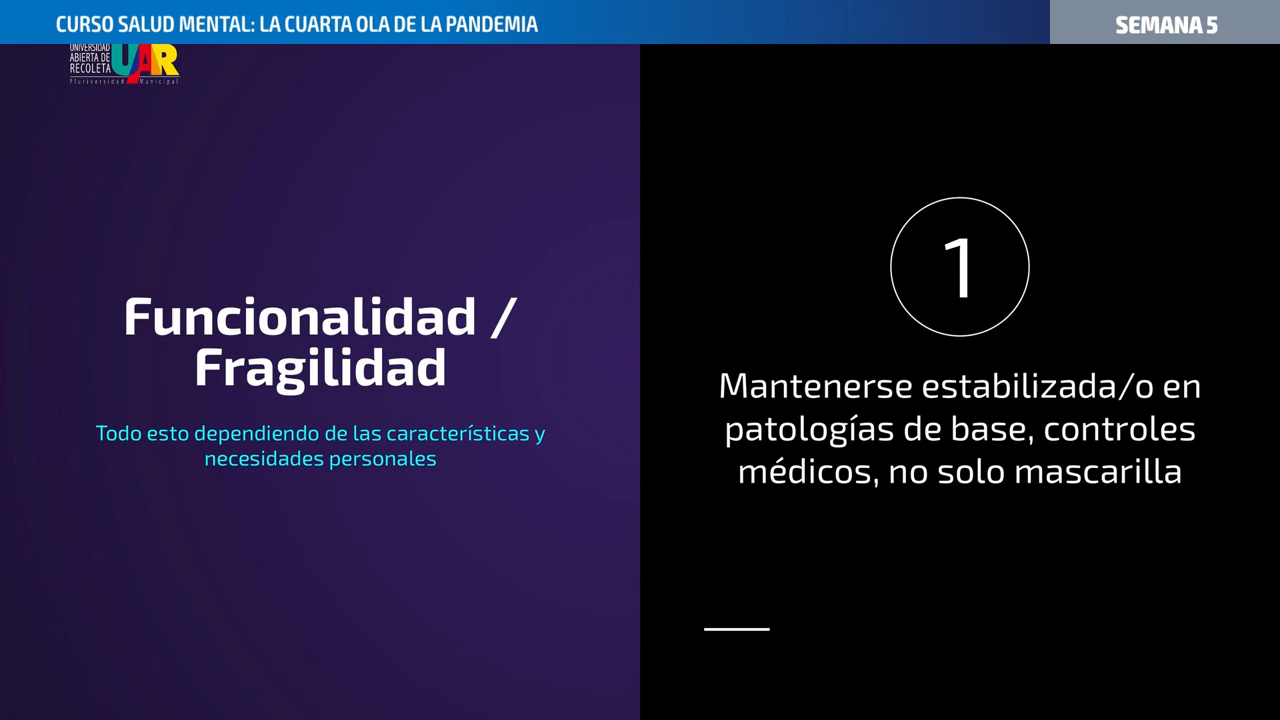 CURSO SALUD MENTAL: LA CUARTA OLA DE LA PANDEMIA
SEMANA 5
UNIVERSIDAD
ABIERTA DE
RECOLETA
UAR
Pluriversidad Municipal
Funcionalidad /
Fragilidad
Todo esto dependiendo de las características y
necesidades personales
1
Mantenerse estabilizada/o en
patologías de base, controles
médicos, no solo mascarilla